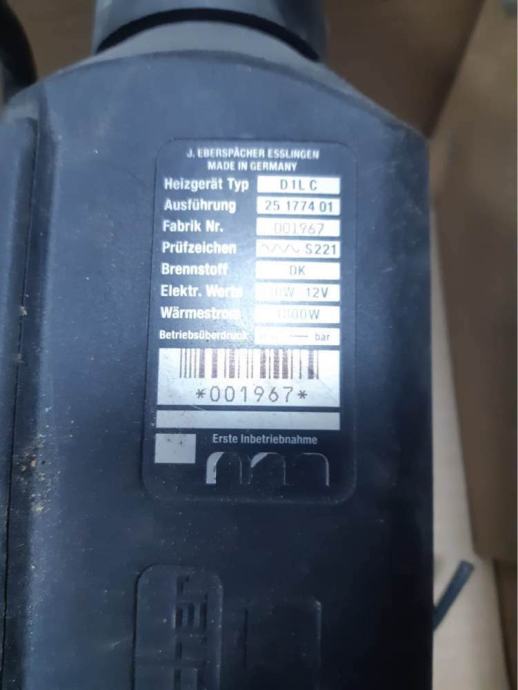 J. EBERSPÄCHER ESSLINGEN
MADE IN GERMANY
Heizgerät Typ D1L C
Ausführung 25 1774 01
Fabrik Nr. 001967
Prüfzeichen S221
Brennstoff DK
Elektr. Werte 12V
Wärmestrom
Betriebsüberdruck bar
*001967*
Erste Inbetriebnahme